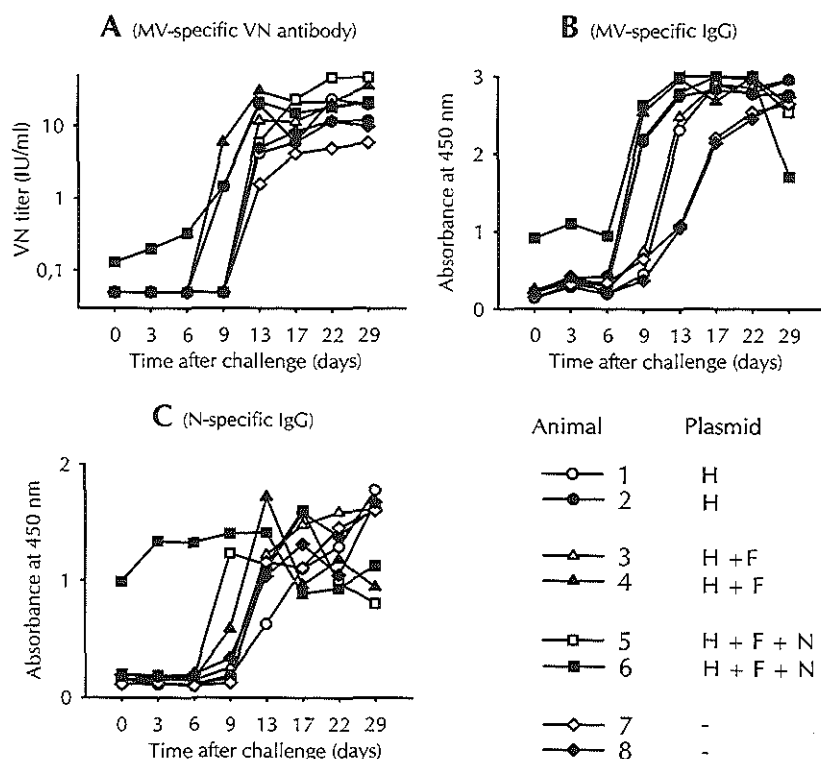 A (MV-specific VN antibody)
VN titer (IU/ml)
10
1
0,1
0 3 6 9 13 17 22 29
Time after challenge (days)
B (MV-specific IgG)
Absorbance at 450 nm
3
2
1
0
0 3 6 9 13 17 22 29
Time after challenge (days)
C (N-specific IgG)
Absorbance at 450 nm
2
1
0
0 3 6 9 13 17 22 29
Time after challenge (days)
Animal Plasmid
1 H
2 H
3 H +F
4 H + F
5 H + F + N
6 H + F + N
7 -
8 -